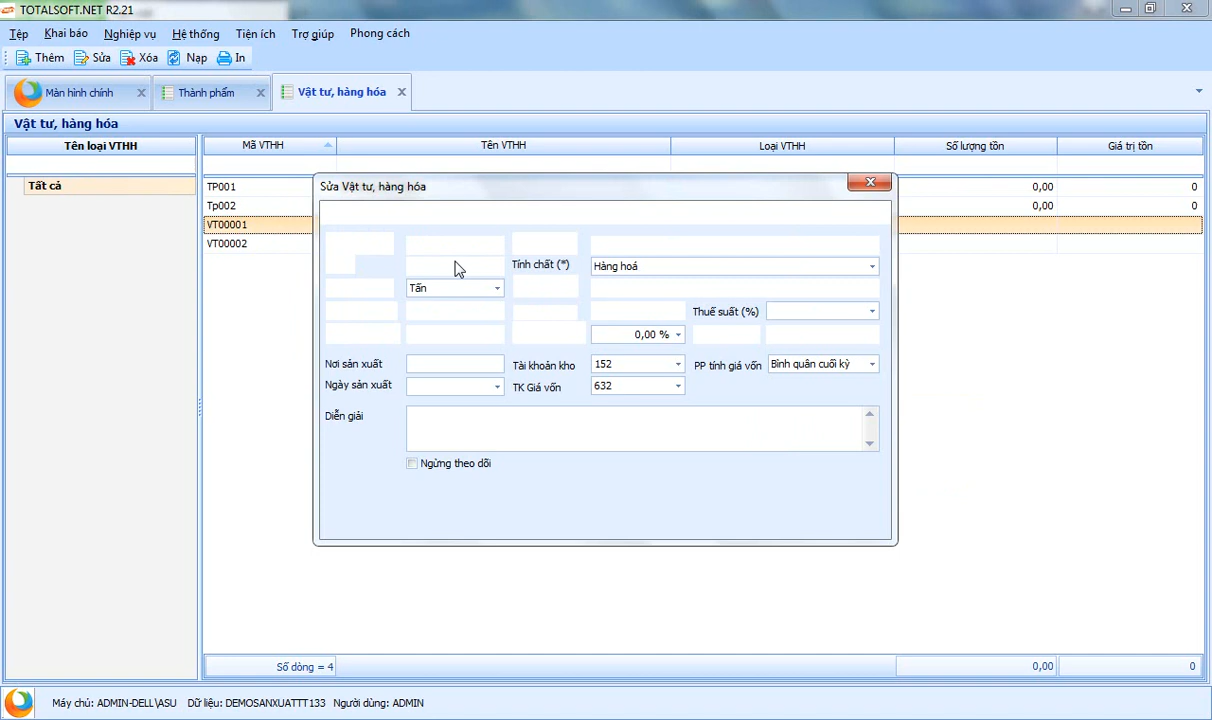 TOTALSOFT.NET R2.21
Tệp Khai báo Nghiệp vụ Hệ thống Tiện ích Trợ giúp Phong cách
Thêm Sửa Xóa Nạp In
Màn hình chính Thành phẩm Vật tư, hàng hóa
Vật tư, hàng hóa
Tên loại VTHH Mã VTHH Tên VTHH Loại VTHH Số lượng tồn Giá trị tồn
Tất cả
TP001 0,00 0
Tp002 0,00 0
VT00001
VT00002
Sửa Vật tư, hàng hóa
Tính chất (*) Hàng hoá
Tấn
Thuế suất (%)
0,00 %
Nơi sản xuất Tài khoản kho 152 PP tính giá vốn Bình quân cuối kỳ
Ngày sản xuất TK Giá vốn 632
Diễn giải
Ngừng theo dõi
Số dòng = 4 0,00 0
Máy chủ: ADMIN-DELL\ASU Dữ liệu: DEMOSANXUATTT133 Người dùng: ADMIN